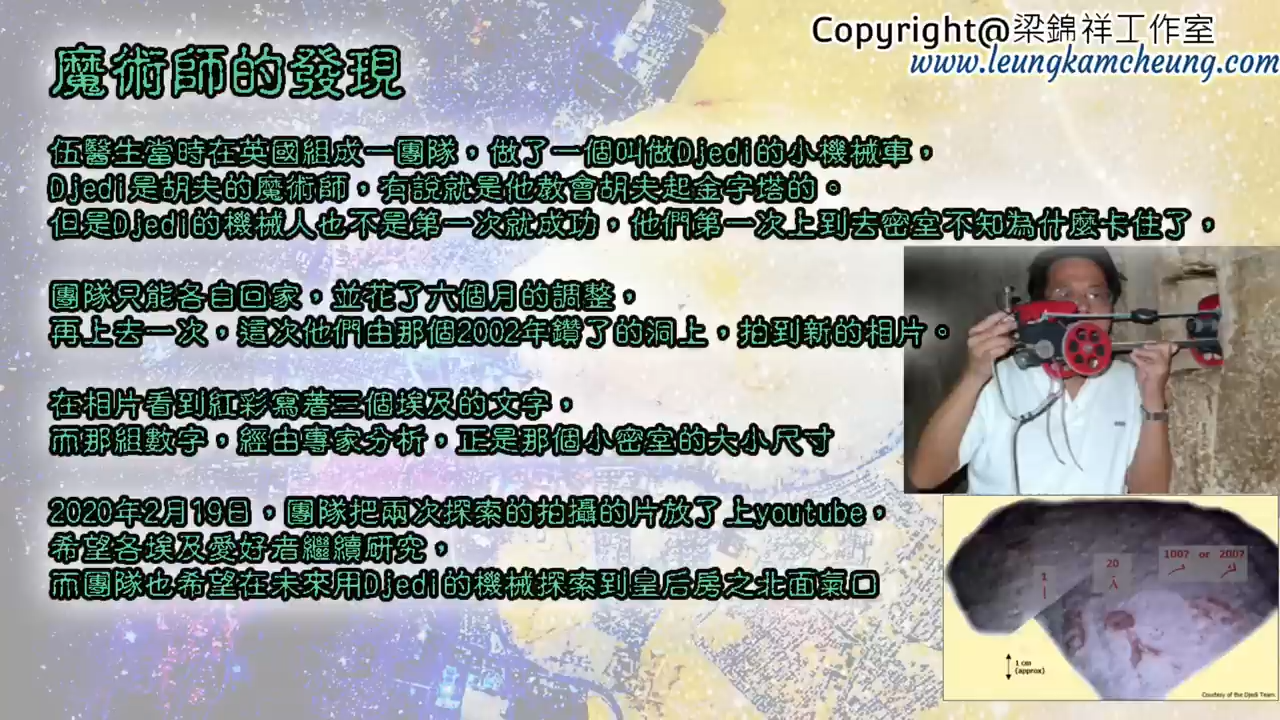 Copyright@梁錦祥工作室
www.leungkamcheung.com
魔術師的發現
伍醫生當時在英國組成一團隊，做了一個叫做Djedi的小機械車，
Djedi是胡夫的魔術師，有說就是他教會胡夫起金字塔的。
但是Djedi的機械人也不是第一次就成功，他們第一次上到去密室不知為什麼卡住了，
團隊只能各自回家，並花了六個月的調整，
再上去一次，這次他們由那個2002年鑽了的洞上，拍到新的相片。
在相片看到紅彩寫著三個埃及的文字，
而那組數字，經由專家分析，正是那個小密室的大小尺寸
2020年2月19日，團隊把兩次探索的拍攝的片放了上youtube，
希望各埃及愛好者繼續研究，
而團隊也希望在未來用Djedi的機械探索到皇后房之北面氣口
1
20
100? or 200?
1 cm
(approx)
Courtesy of the Djedi Team.